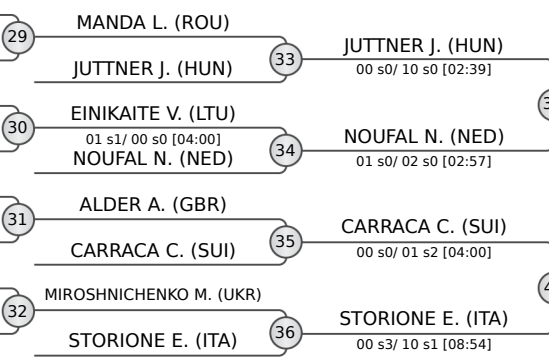 MANDA L. (ROU)
29
JUTTNER J. (HUN)
33
JUTTNER J. (HUN)
00 s0/ 10 s0 [02:39]
EINIKAITE V. (LTU)
30
01 s1/ 00 s0 [04:00]
NOUFAL N. (NED)
34
NOUFAL N. (NED)
01 s0/ 02 s0 [02:57]
ALDER A. (GBR)
31
CARRACA C. (SUI)
35
CARRACA C. (SUI)
00 s0/ 01 s2 [04:00]
MIROSHNICHENKO M. (UKR)
32
STORIONE E. (ITA)
36
STORIONE E. (ITA)
00 s3/ 10 s1 [08:54]